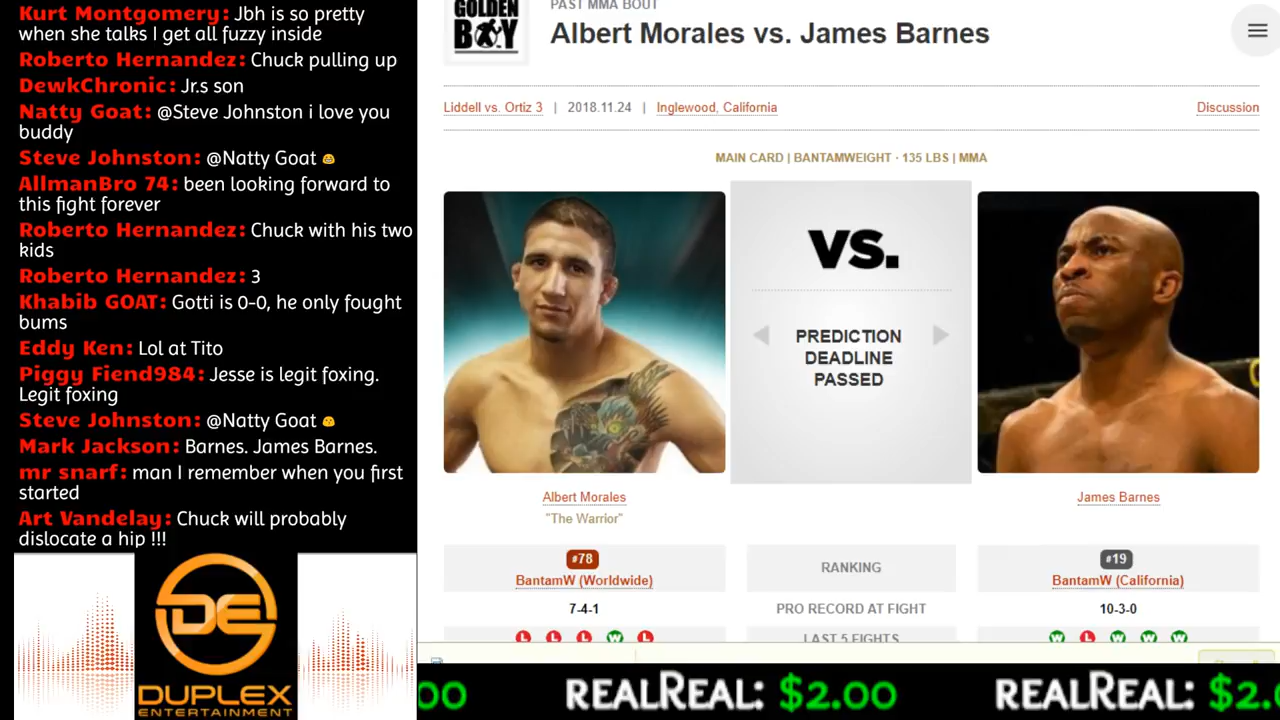 Kurt Montgomery: Jbh is so pretty
when she talks I get all fuzzy inside
Roberto Hernandez: Chuck pulling up
DewkChronic: Jr.s son
Natty Goat: @Steve Johnston i love you
buddy
Steve Johnston: @Natty Goat 😂
AllmanBro 74: been looking forward to
this fight forever
Roberto Hernandez: Chuck with his two
kids
Roberto Hernandez: 3
Khabib GOAT: Gotti is 0-0, he only fought
bums
Eddy Ken: Lol at Tito
Piggy Fiend984: Jesse is legit foxing.
Legit foxing
Steve Johnston: @Natty Goat
Mark Jackson: Barnes. James Barnes.
mr snarf: man I remember when you first
started
Art Vandelay: Chuck will probably
dislocate a hip !!!
DE
DUPLEX
ENTERTAINMENT
GOLDEN
BOY
PAST MMA BOUT
Albert Morales vs. James Barnes
Liddell vs. Ortiz 3 | 2018.11.24 | Inglewood, California
Discussion
MAIN CARD | BANTAMWEIGHT · 135 LBS | MMA
VS.
PREDICTION
DEADLINE
PASSED
Albert Morales
"The Warrior"
James Barnes
#78
BantamW (Worldwide)
RANKING
#19
BantamW (California)
7-4-1
PRO RECORD AT FIGHT
10-3-0
L L L W L
LAST 5 FIGHTS
W L W W W
00 REALREAL: $2.00 REALREAL: $2.0